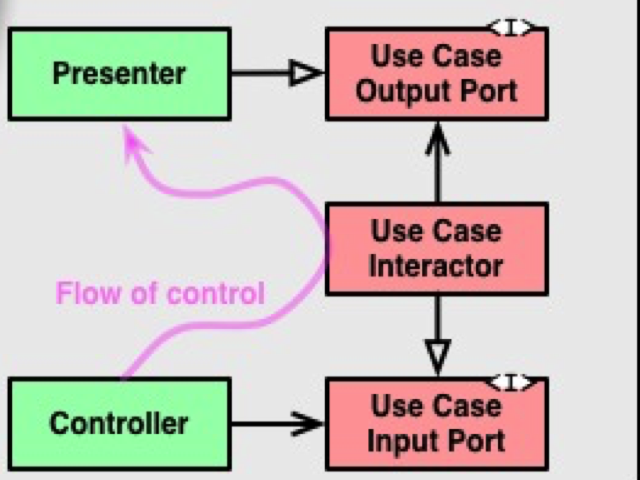 Presenter
<I>
Use Case
Output Port
Use Case
Interactor
Flow of control
Controller
<I>
Use Case
Input Port